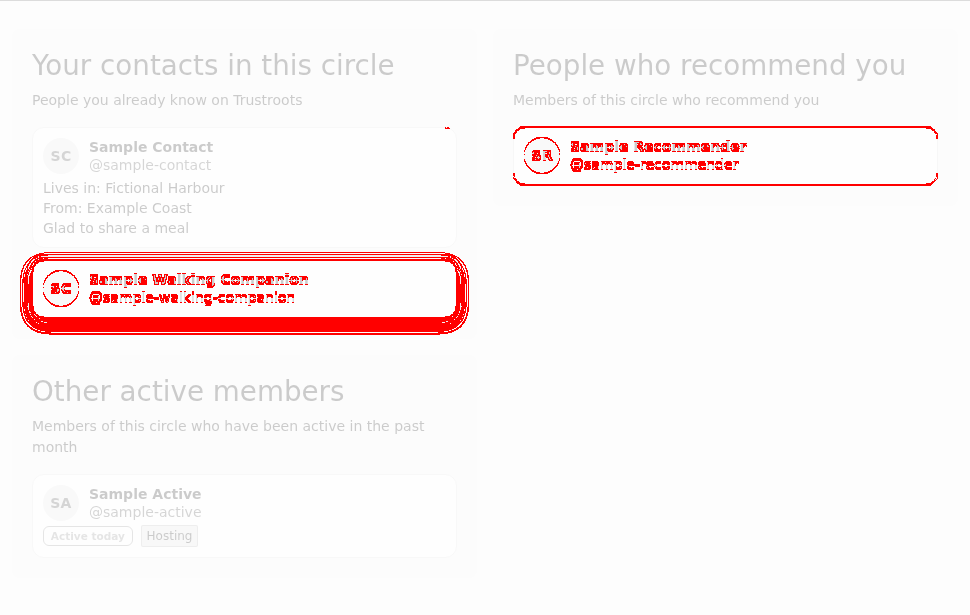 Your contacts in this circle
People you already know on Trustroots
SC
Sample Contact
@sample-contact
Lives in: Fictional Harbour
From: Example Coast
Glad to share a meal
SC
Sample Walking Companion
@sample-walking-companion
Other active members
Members of this circle who have been active in the past
month
SA
Sample Active
@sample-active
Active today
Hosting
People who recommend you
Members of this circle who recommend you
SR
Sample Recommender
@sample-recommender